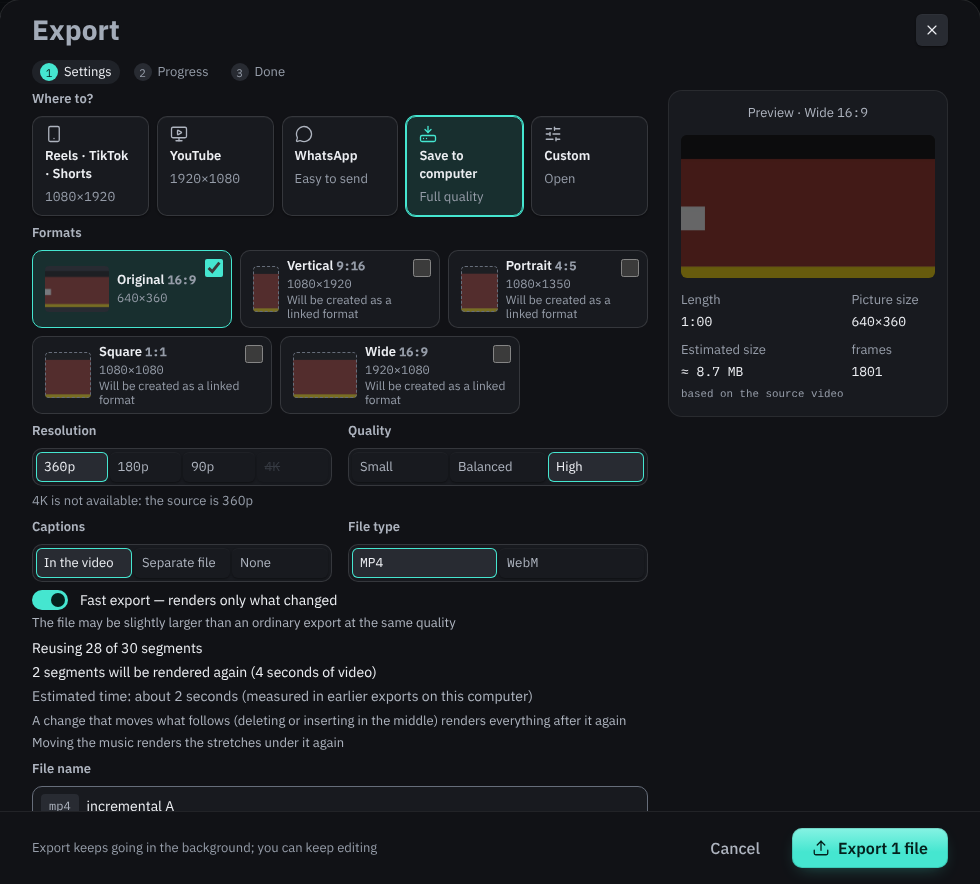 Export
1 Settings 2 Progress 3 Done
Where to?
Reels · TikTok
· Shorts
1080×1920
YouTube
1920×1080
WhatsApp
Easy to send
Save to
computer
Full quality
Custom
Open
Formats
Original 16:9
640×360
Vertical 9:16
1080×1920
Will be created as a
linked format
Portrait 4:5
1080×1350
Will be created as a
linked format
Square 1:1
1080×1080
Will be created as a linked
format
Wide 16:9
1920×1080
Will be created as a linked
format
Resolution
360p 180p 90p 4K
4K is not available: the source is 360p
Quality
Small Balanced High
Captions
In the video Separate file None
File type
MP4 WebM
Fast export — renders only what changed
The file may be slightly larger than an ordinary export at the same quality
Reusing 28 of 30 segments
2 segments will be rendered again (4 seconds of video)
Estimated time: about 2 seconds (measured in earlier exports on this computer)
A change that moves what follows (deleting or inserting in the middle) renders everything after it again
Moving the music renders the stretches under it again
File name
mp4 incremental A
Preview · Wide 16:9
Length
1:00
Picture size
640×360
Estimated size
≈ 8.7 MB
frames
1801
based on the source video
Export keeps going in the background; you can keep editing
Cancel
Export 1 file